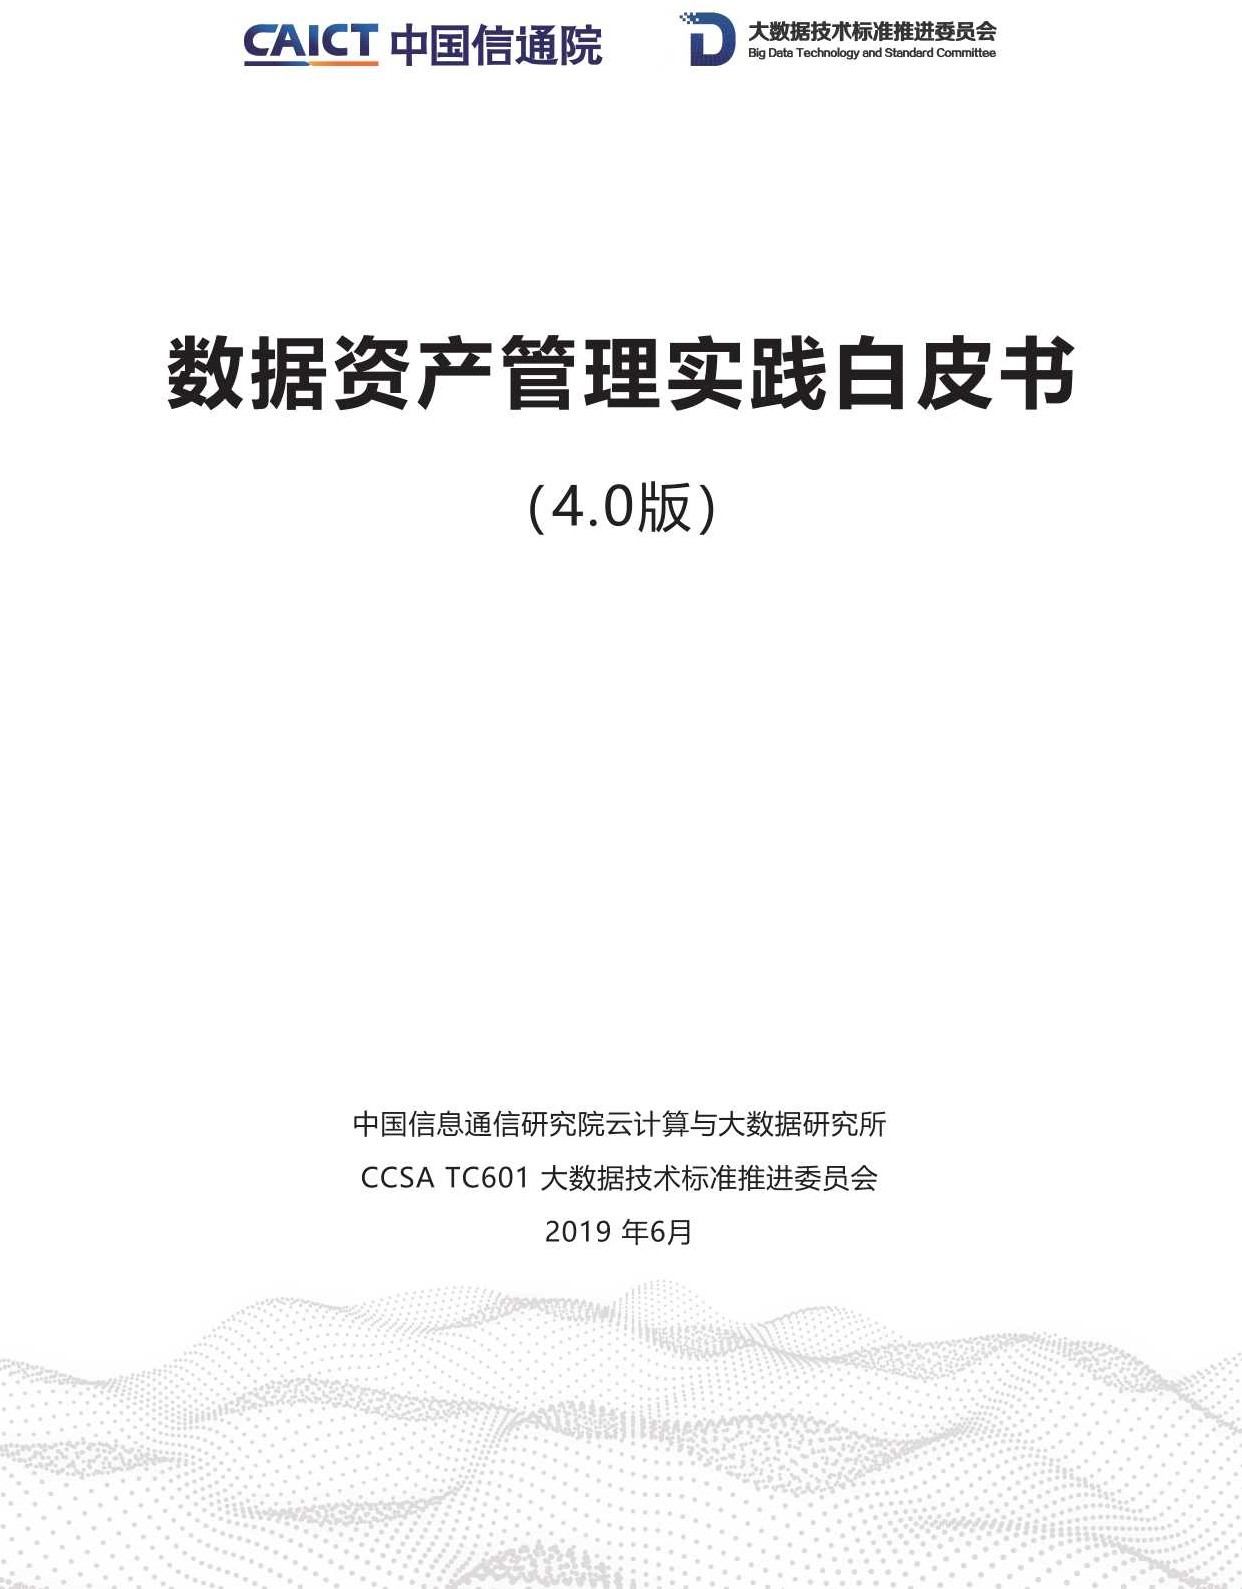 CAICT 中国信通院
大数据技术标准推进委员会
Big Data Technology and Standard Committee
数据资产管理实践白皮书
(4.0版)
中国信息通信研究院云计算与大数据研究所
CCSA TC601 大数据技术标准推进委员会
2019 年6月